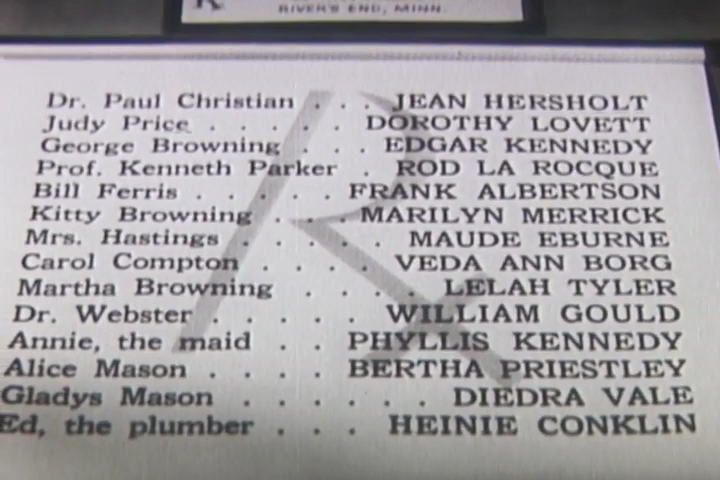 RIVER'S END, MINN.
Dr. Paul Christian . . . JEAN HERSHOLT
Judy Price . . . . . DOROTHY LOVETT
George Browning . . . EDGAR KENNEDY
Prof. Kenneth Parker . ROD LA ROCQUE
Bill Ferris . . . . . FRANK ALBERTSON
Kitty Browning . . . . MARILYN MERRICK
Mrs. Hastings . . . . . MAUDE EBURNE
Carol Compton . . . . VEDA ANN BORG
Martha Browning . . . . LELAH TYLER
Dr. Webster . . . . . WILLIAM GOULD
Annie, the maid . . PHYLLIS KENNEDY
Alice Mason . . . . BERTHA PRIESTLEY
Gladys Mason . . . . . . DIEDRA VALE
Ed, the plumber . . . HEINIE CONKLIN